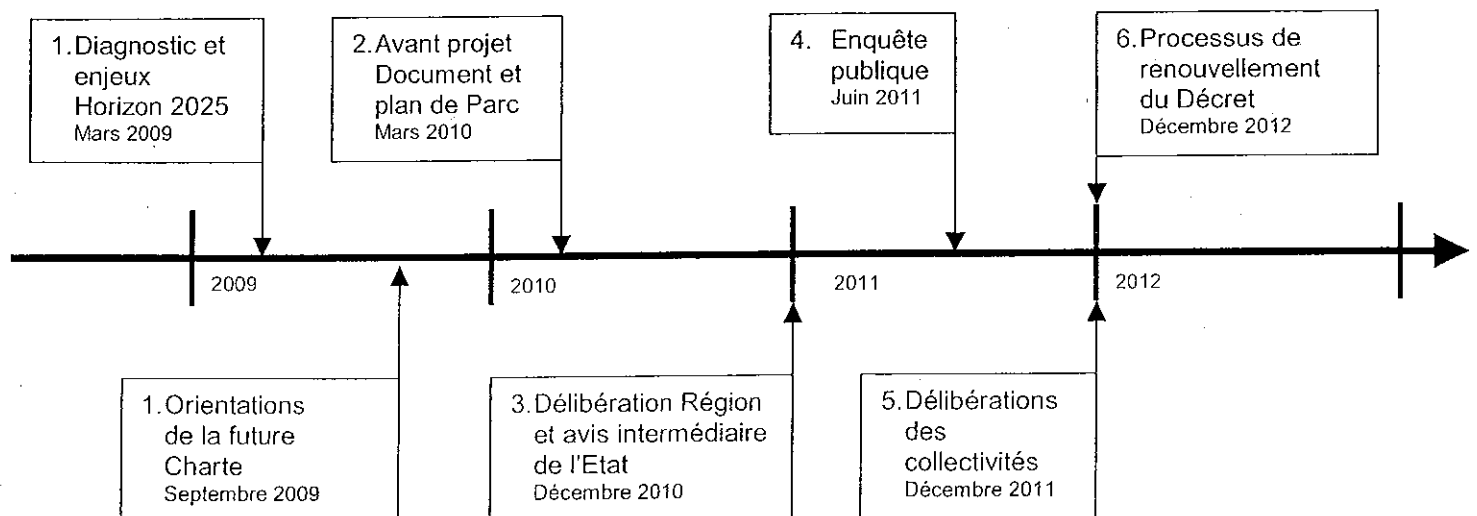 1. Diagnostic et
enjeux
Horizon 2025
Mars 2009
2. Avant projet
Document et
plan de Parc
Mars 2010
4. Enquête
publique
Juin 2011
6. Processus de
renouvellement
du Décret
Décembre 2012
2009
2010
2011
2012
1. Orientations
de la future
Charte
Septembre 2009
3. Délibération Région
et avis intermédiaire
de l'Etat
Décembre 2010
5. Délibérations
des
collectivités
Décembre 2011